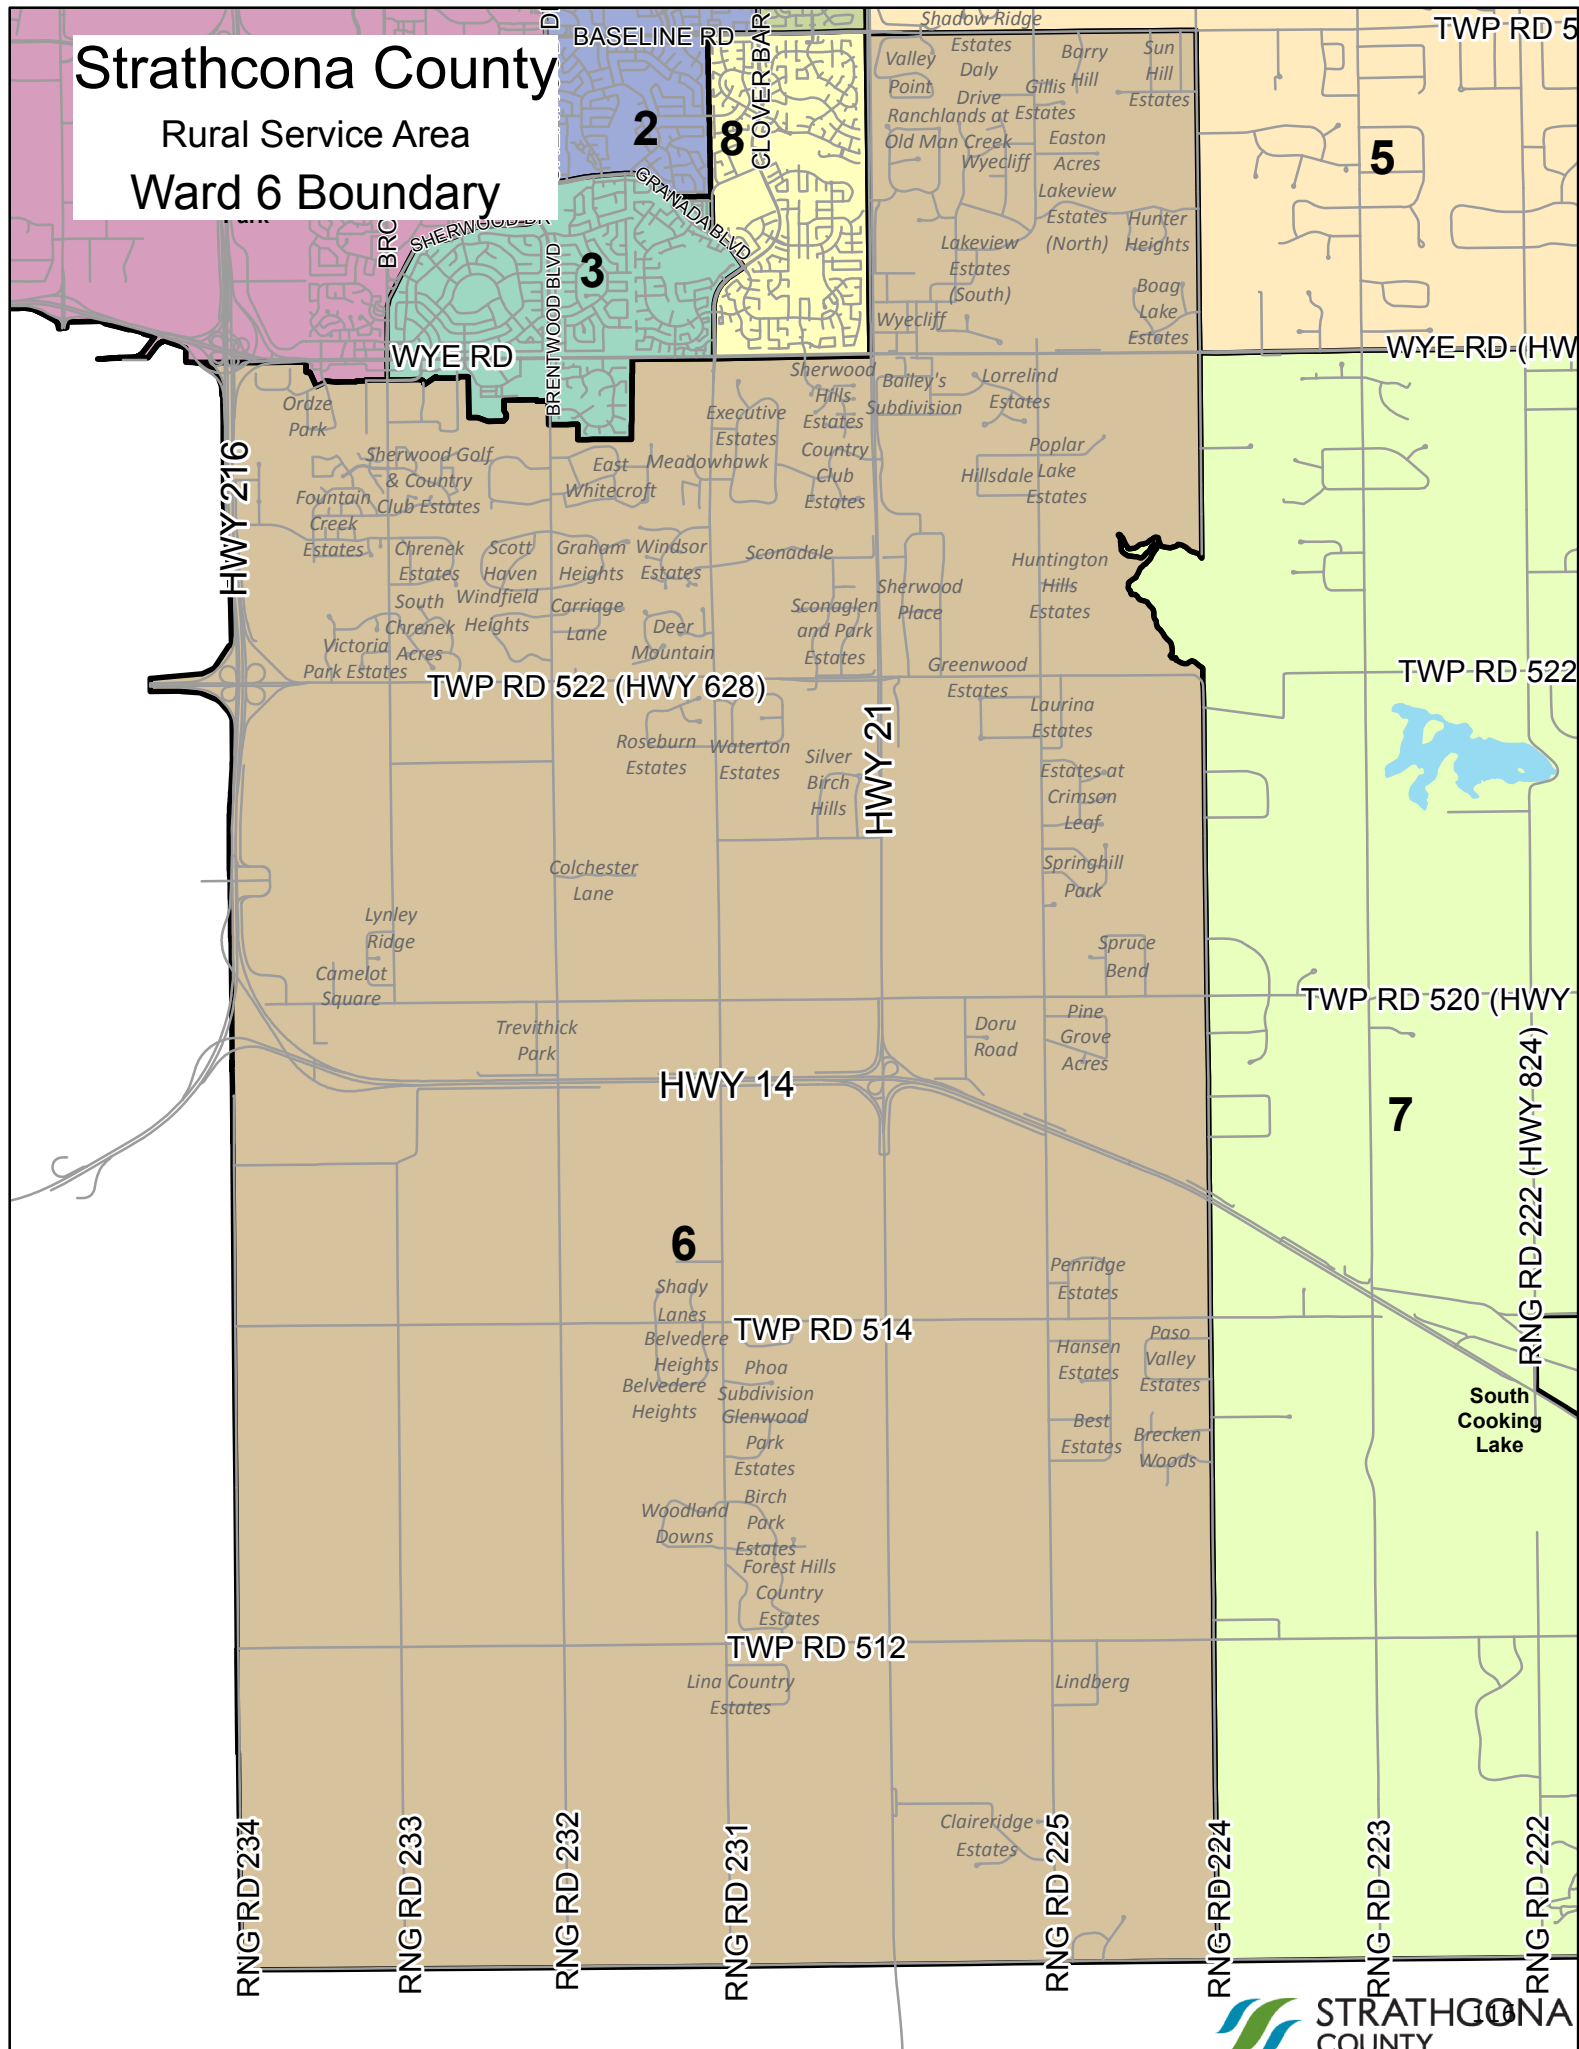 Strathcona County
Rural Service Area
Ward 6 Boundary
BASELINE RD
CLOVER BAR
TWP RD 5
Shadow Ridge
Estates
Valley
Point
Daly
Drive
Barry
Hill
Sun
Hill
Estates
Gillis
Estates
Ranchlands at
Old Man Creek
Wyecliff
Easton
Acres
Lakeview
Estates
(North)
Hunter
Heights
Lakeview
Estates
(South)
Boag
Lake
Estates
Wyecliff
2
8
5
3
Park
BRO
DI
SHERWOOD DR
GRANADA BLVD
BRENTWOOD BLVD
WYE RD
WYE RD (HW
Ordze
Park
Sherwood
Hills
Estates
Bailey's
Subdivision
Lorrelind
Estates
Executive
Estates
HWY 216
Sherwood Golf
& Country
Club Estates
East
Whitecroft
Meadowhawk
Country
Club
Estates
Hillsdale
Poplar
Lake
Estates
Fountain
Creek
Estates
Chrenek
Estates
Scott
Haven
Graham
Heights
Windsor
Estates
Sconadale
Huntington
Hills
Estates
South
Chrenek
Acres
Windfield
Heights
Carriage
Lane
Deer
Mountain
Sconaglen
and Park
Estates
Sherwood
Place
Victoria
Park Estates
Greenwood
Estates
TWP RD 522 (HWY 628)
TWP RD 522
Laurina
Estates
Roseburn
Estates
Waterton
Estates
Silver
Birch
Hills
HWY 21
Estates at
Crimson
Leaf
Colchester
Lane
Springhill
Park
Lynley
Ridge
Camelot
Square
Spruce
Bend
TWP RD 520 (HWY
Trevithick
Park
Doru
Road
Pine
Grove
Acres
HWY 14
7
RNG RD 222 (HWY 824)
6
Shady
Lanes
Penridge
Estates
TWP RD 514
Belvedere
Heights
Belvedere
Heights
Phoa
Subdivision
Hansen
Estates
Paso
Valley
Estates
South
Cooking
Lake
Glenwood
Park
Estates
Best
Estates
Brecken
Woods
Woodland
Downs
Birch
Park
Estates
Forest Hills
Country
Estates
TWP RD 512
Lina Country
Estates
Lindberg
Claireridge
Estates
RNG RD 234
RNG RD 233
RNG RD 232
RNG RD 231
RNG RD 225
RNG RD 224
RNG RD 223
RNG RD 222
STRATHCONA
COUNTY
116